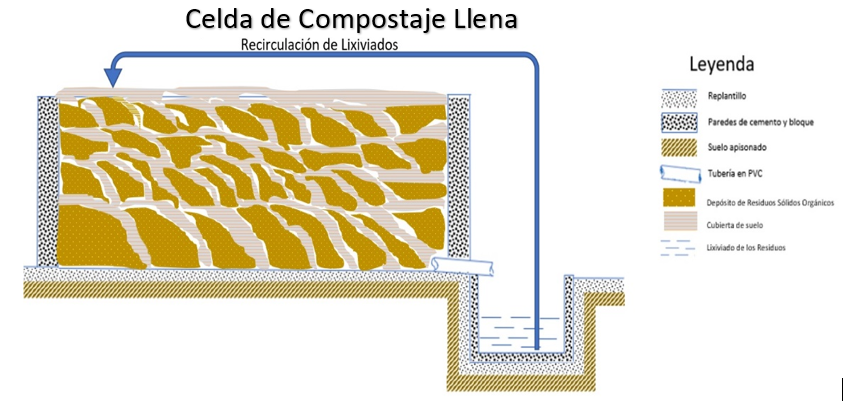 Celda de Compostaje Llena
Recirculación de Lixiviados
Leyenda
Replantillo
Paredes de cemento y bloque
Suelo apisonado
Tubería en PVC
Depósito de Residuos Sólidos Orgánicos
Cubierta de suelo
Lixiviado de los Residuos